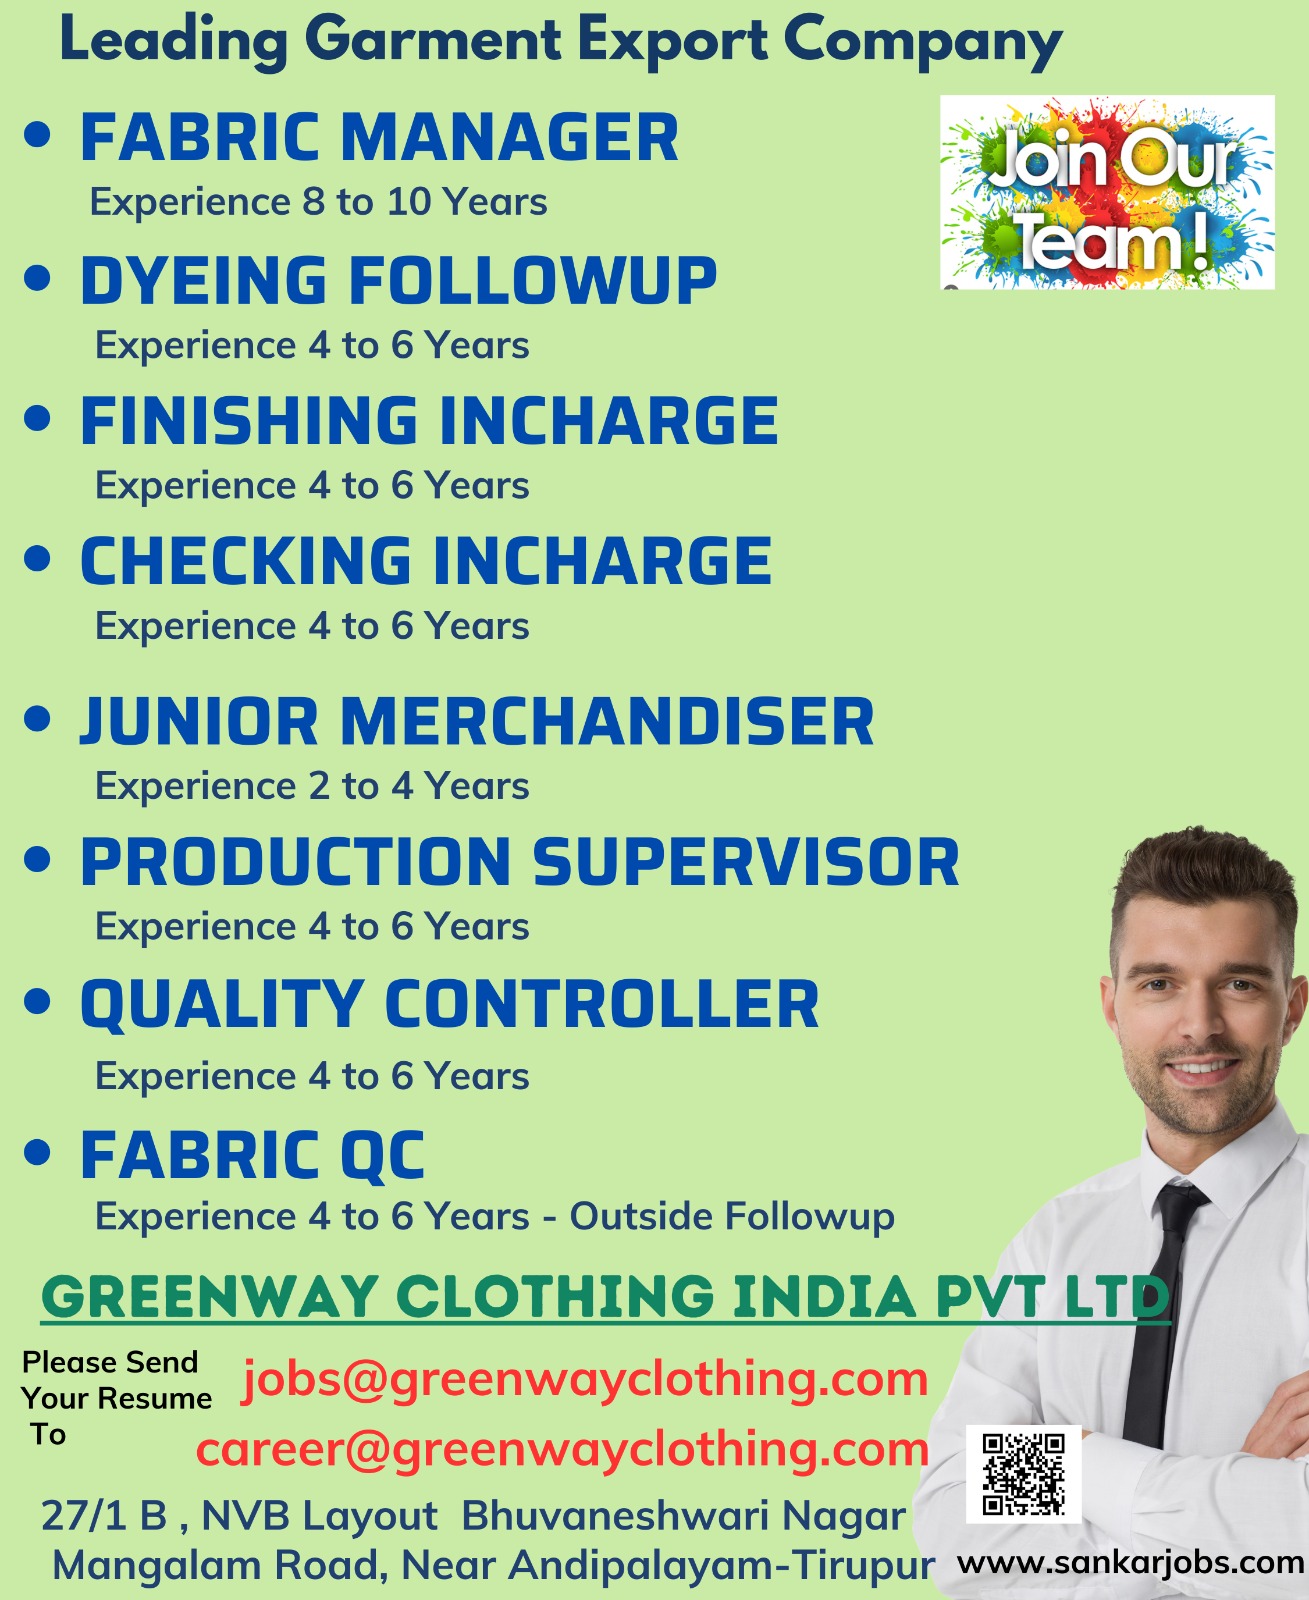 Leading Garment Export Company
Join Our
Team !
• FABRIC MANAGER
Experience 8 to 10 Years
• DYEING FOLLOWUP
Experience 4 to 6 Years
• FINISHING INCHARGE
Experience 4 to 6 Years
• CHECKING INCHARGE
Experience 4 to 6 Years
• JUNIOR MERCHANDISER
Experience 2 to 4 Years
• PRODUCTION SUPERVISOR
Experience 4 to 6 Years
• QUALITY CONTROLLER
Experience 4 to 6 Years
• FABRIC QC
Experience 4 to 6 Years - Outside Followup
GREENWAY CLOTHING INDIA PVT LTD
Please Send
Your Resume
To
jobs@greenwayclothing.com
career@greenwayclothing.com
27/1 B , NVB Layout Bhuvaneshwari Nagar
Mangalam Road, Near Andipalayam-Tirupur
www.sankarjobs.com